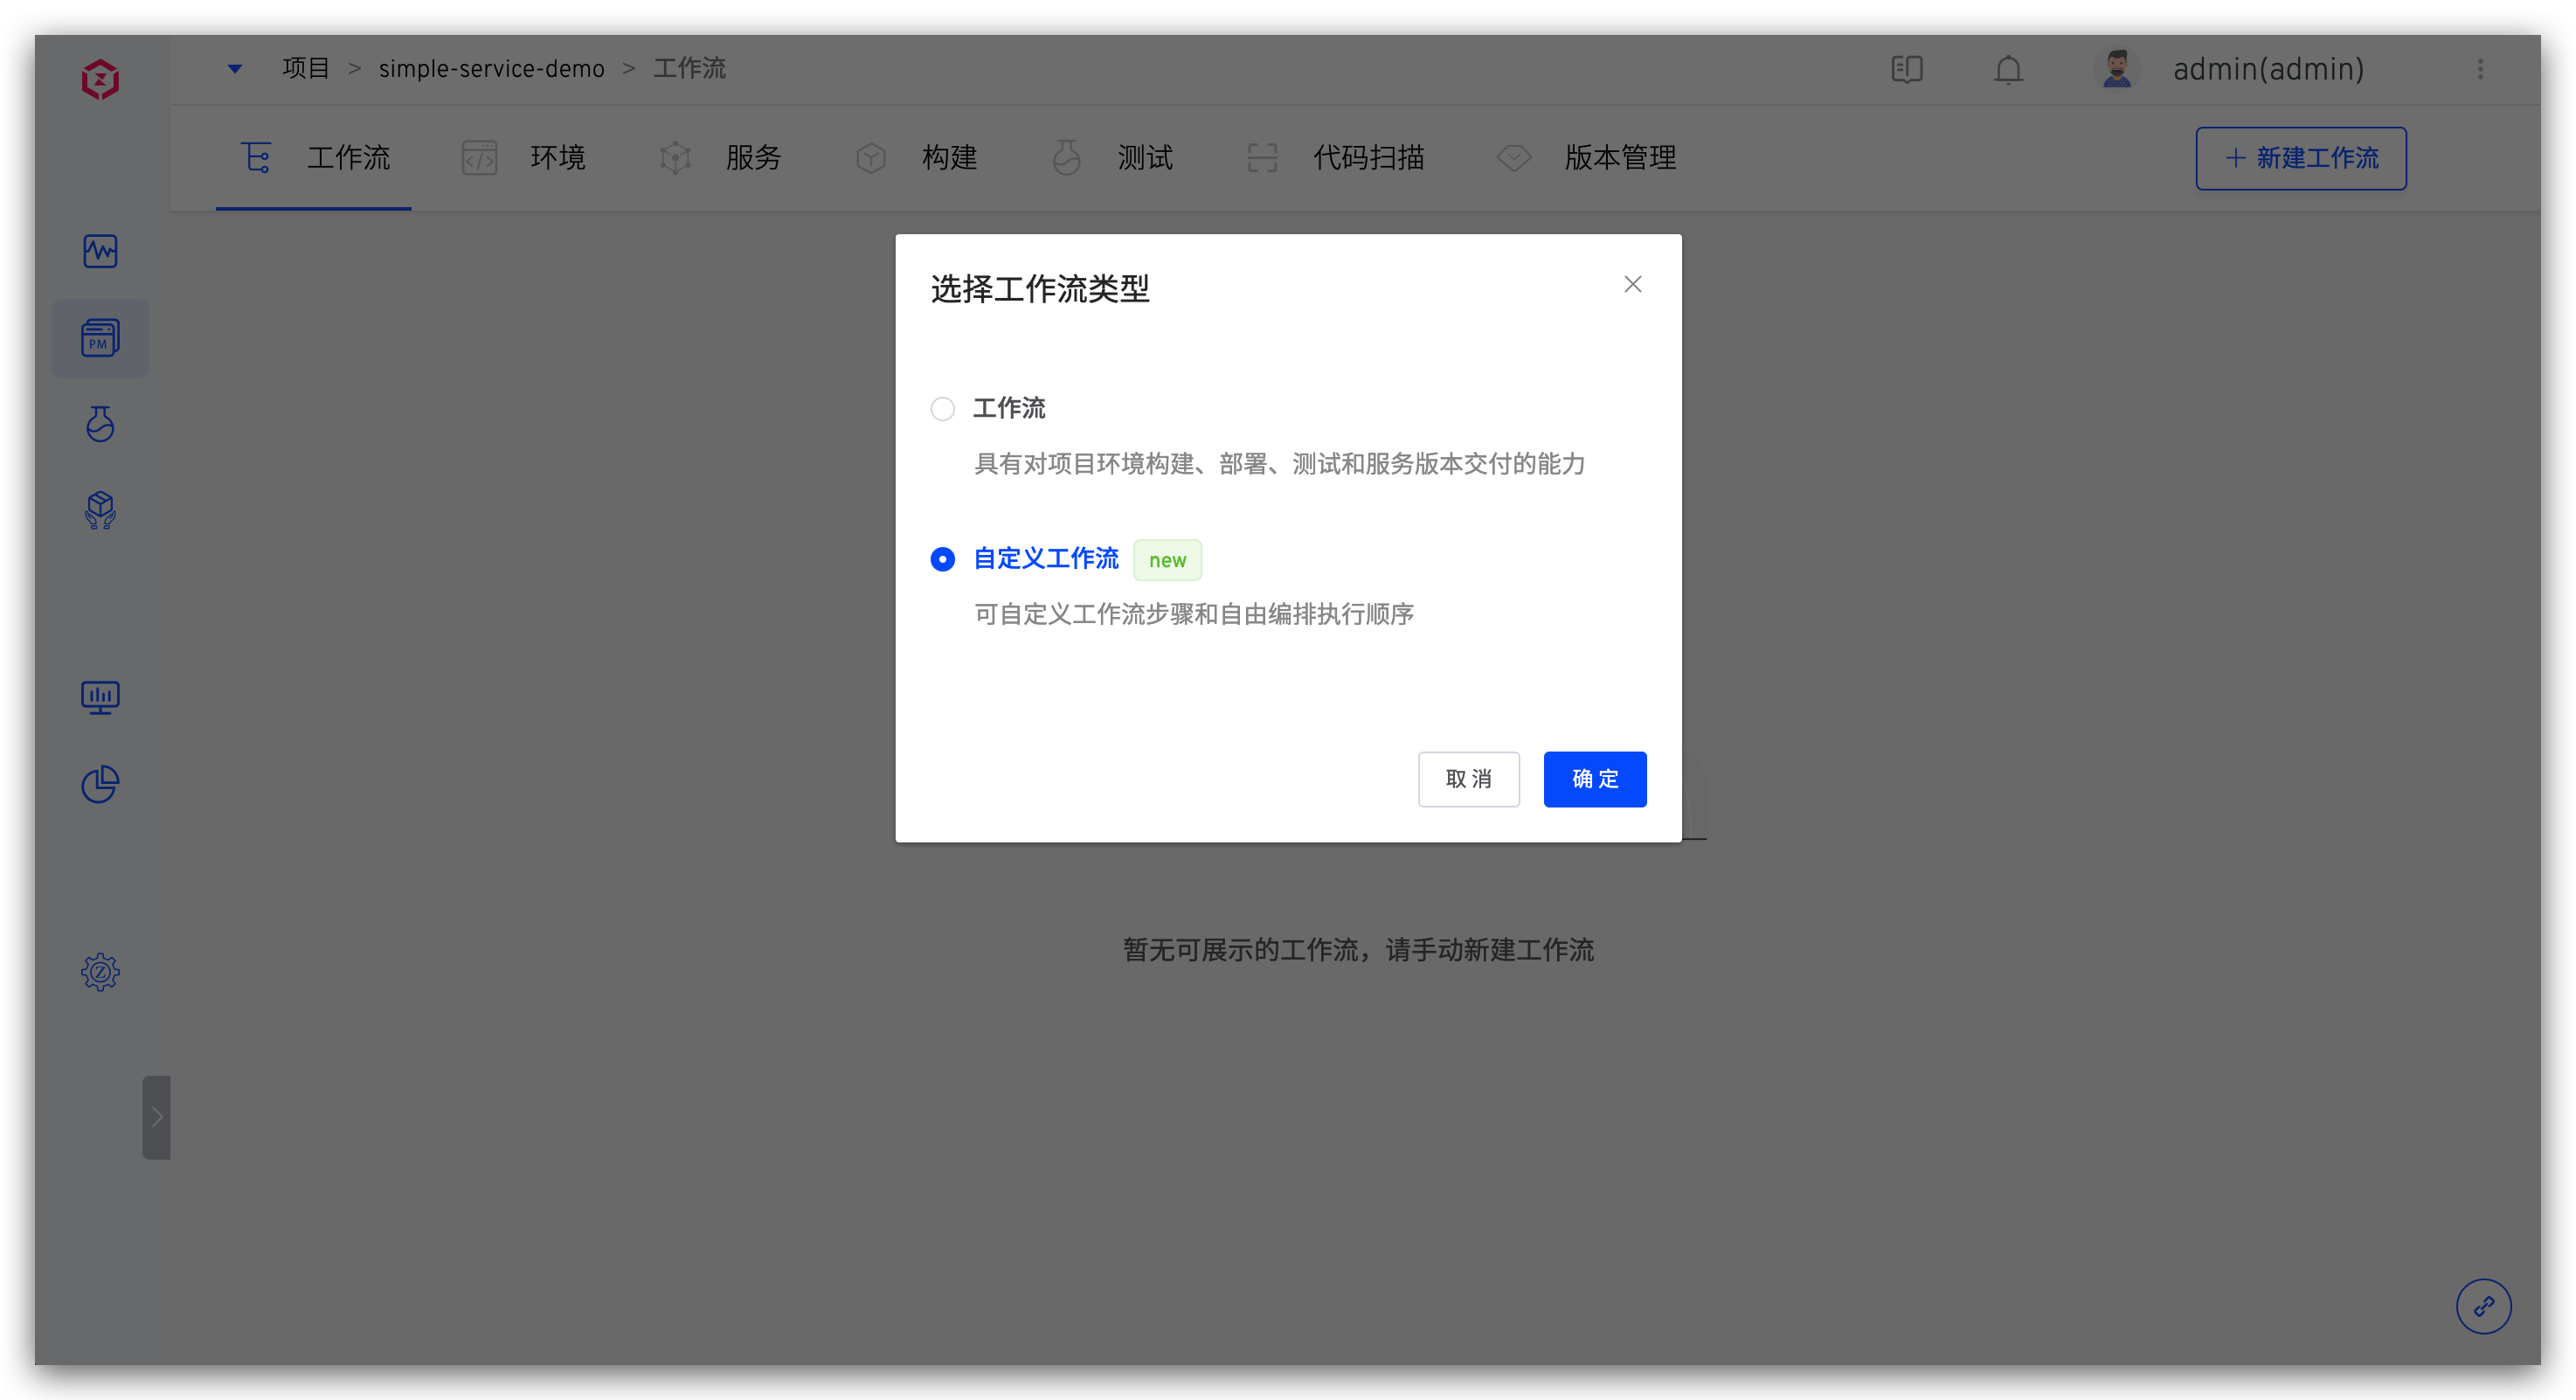 项目 > simple-service-demo > 工作流
admin(admin)
工作流 环境 服务 构建 测试 代码扫描 版本管理
+ 新建工作流
PM
选择工作流类型
工作流
具有对项目环境构建、部署、测试和服务版本交付的能力
自定义工作流 new
可自定义工作流步骤和自由编排执行顺序
取消 确定
暂无可展示的工作流，请手动新建工作流